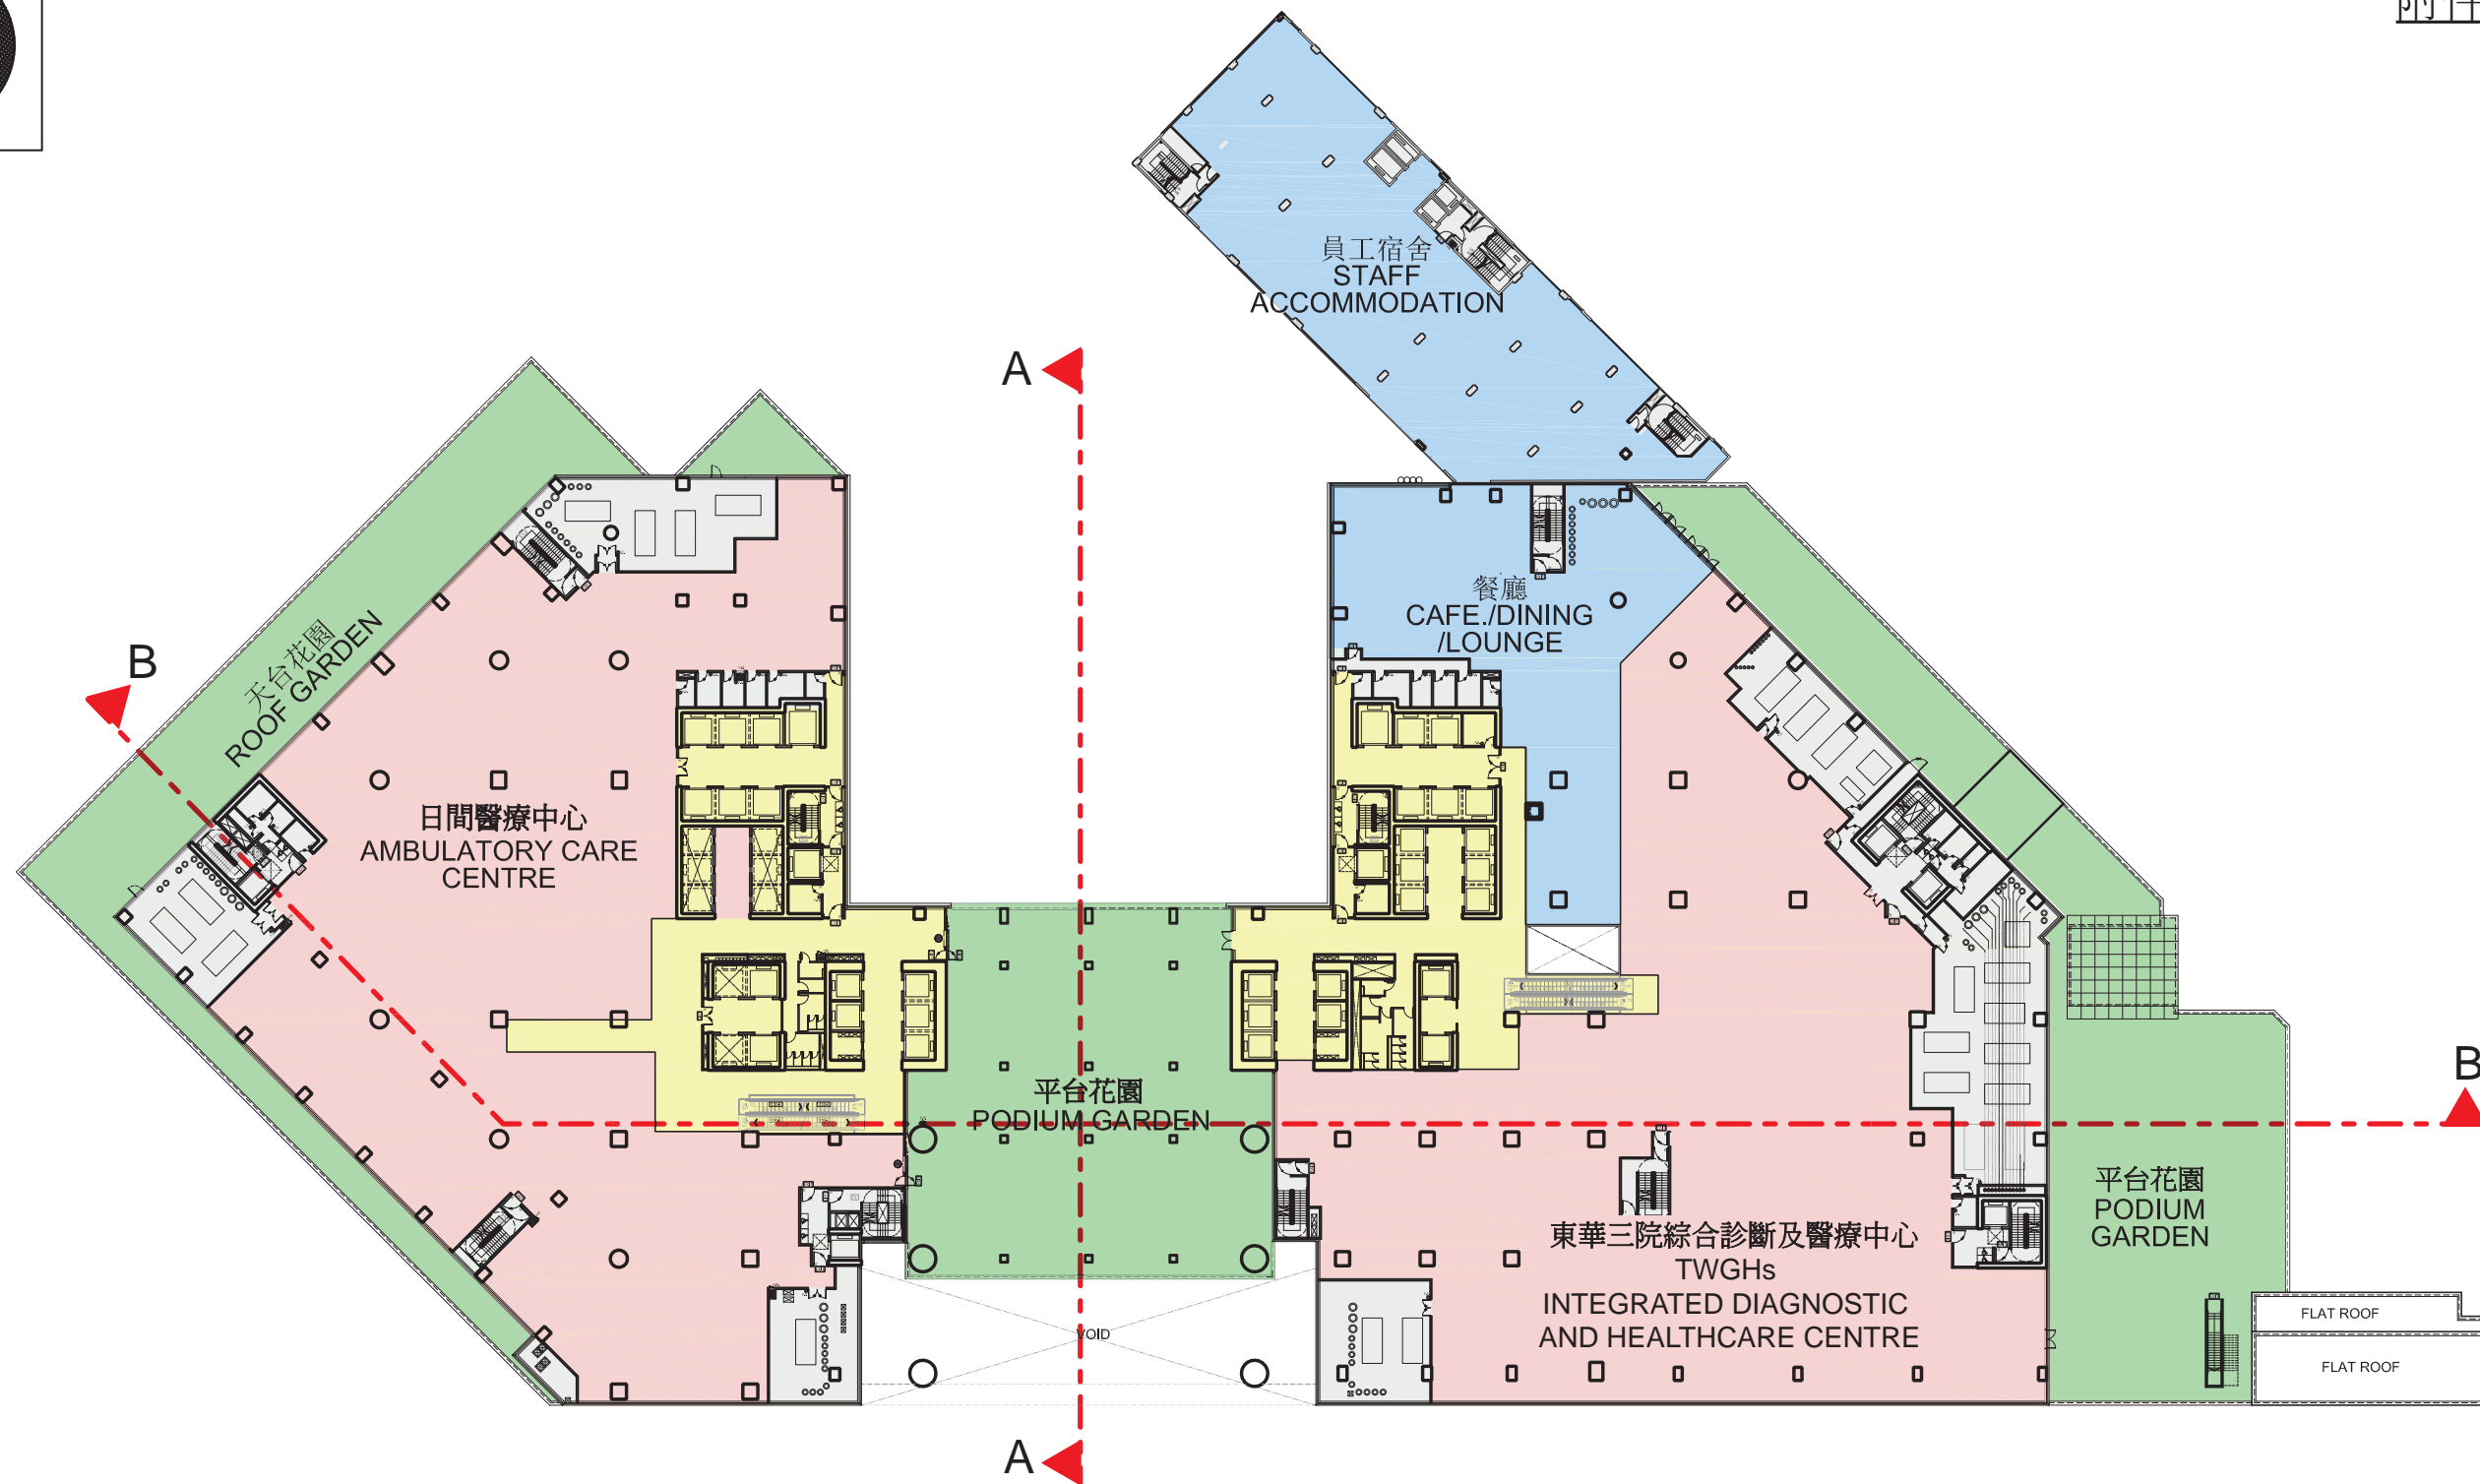 附件
員工宿舍
STAFF
ACCOMMODATION
A
餐廳
CAFE./DINING
/LOUNGE
B
天台花園
ROOF GARDEN
日間醫療中心
AMBULATORY CARE
CENTRE
平台花園
PODIUM GARDEN
B
平台花園
PODIUM
GARDEN
東華三院綜合診斷及醫療中心
TWGHs
INTEGRATED DIAGNOSTIC
AND HEALTHCARE CENTRE
FLAT ROOF
VOID
FLAT ROOF
A